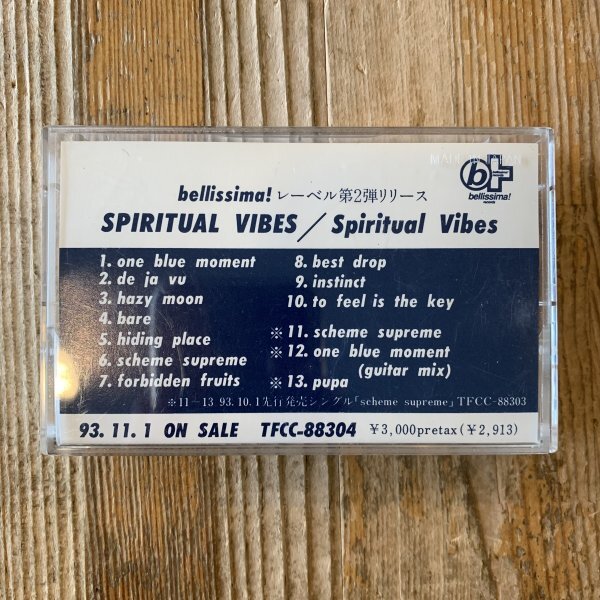 MADE IN JAPAN
bellissima! レーベル第2弾リリース
b+
bellissima!
records
SPIRITUAL VIBES / Spiritual Vibes
1. one blue moment
2. de ja vu
3. hazy moon
4. bare
5. hiding place
6. scheme supreme
7. forbidden fruits
8. best drop
9. instinct
10. to feel is the key
※11. scheme supreme
※12. one blue moment
(guitar mix)
※13. pupa
※11—13 93.10.1先行発売シングル「scheme supreme」TFCC-88303
93. 11. 1 ON SALE TFCC-88304 ¥3,000pretax(¥2,913)